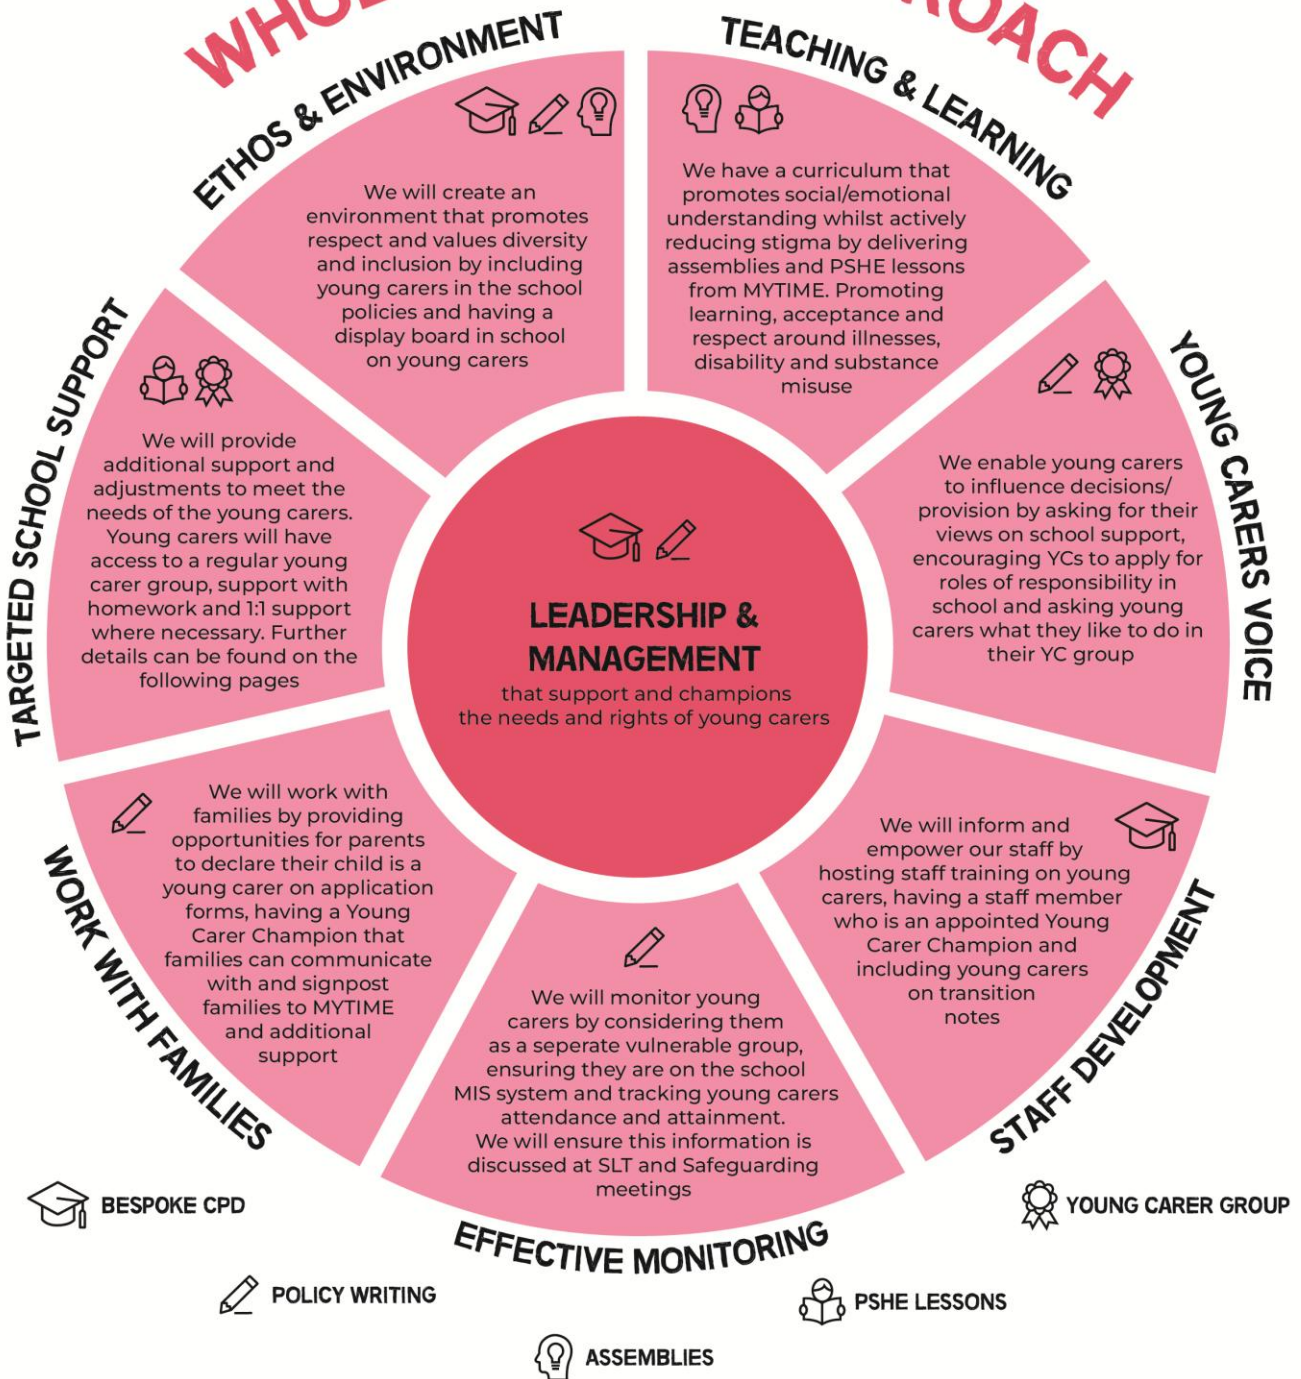 ETHOS & ENVIRONMENT
We will create an
environment that promotes
respect and values diversity
and inclusion by including
young carers in the school
policies and having a
display board in school
on young carers
TEACHING & LEARNING
We have a curriculum that
promotes social/emotional
understanding whilst actively
reducing stigma by delivering
assemblies and PSHE lessons
from MYTIME. Promoting
learning, acceptance and
respect around illnesses,
disability and substance
misuse
YOUNG CARERS VOICE
We enable young carers
to influence decisions/
provision by asking for their
views on school support,
encouraging YCs to apply for
roles of responsibility in
school and asking young
carers what they like to do in
their YC group
STAFF DEVELOPMENT
We will inform and
empower our staff by
hosting staff training on young
carers, having a staff member
who is an appointed Young
Carer Champion and
including young carers
on transition
notes
EFFECTIVE MONITORING
We will monitor young
carers by considering them
as a seperate vulnerable group,
ensuring they are on the school
MIS system and tracking young carers
attendance and attainment.
We will ensure this information is
discussed at SLT and Safeguarding
meetings
WORK WITH FAMILIES
We will work with
families by providing
opportunities for parents
to declare their child is a
young carer on application
forms, having a Young
Carer Champion that
families can communicate
with and signpost
families to MYTIME
and additional
support
TARGETED SCHOOL SUPPORT
We will provide
additional support and
adjustments to meet the
needs of the young carers.
Young carers will have
access to a regular young
carer group, support with
homework and 1:1 support
where necessary. Further
details can be found on the
following pages
LEADERSHIP &
MANAGEMENT
that support and champions
the needs and rights of young carers
BESPOKE CPD
POLICY WRITING
ASSEMBLIES
PSHE LESSONS
YOUNG CARER GROUP